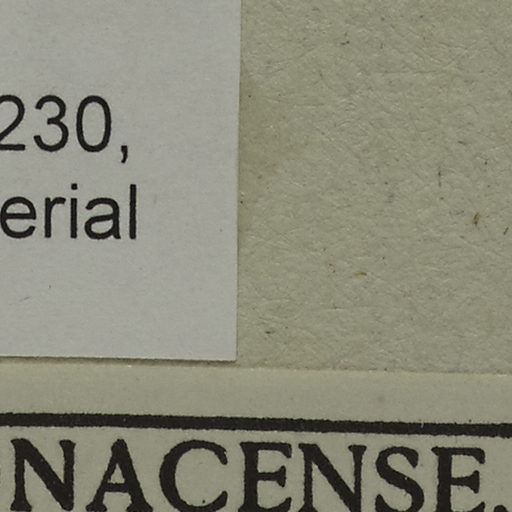 230,
erial
NACENSE.